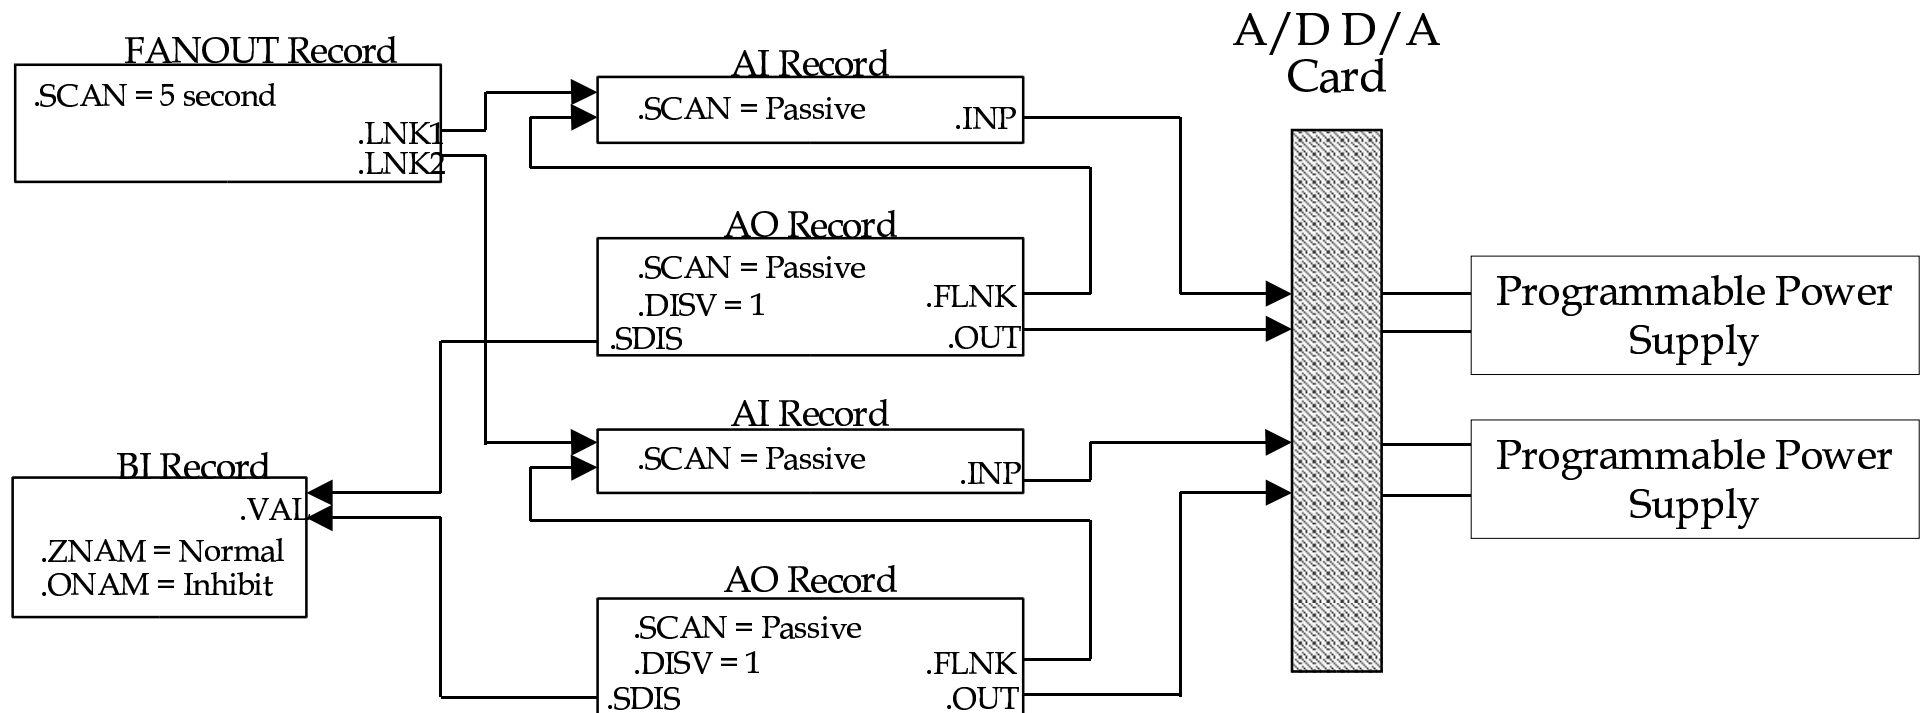 FANOUT Record
.SCAN = 5 second
.LNK1
.LNK2
AI Record
.SCAN = Passive
.INP
A/D D/A
Card
AO Record
.SCAN = Passive
.DISV = 1
.FLNK
.SDIS
.OUT
Programmable Power
Supply
AI Record
.SCAN = Passive
.INP
Programmable Power
Supply
BI Record
.VAL
.ZNAM = Normal
.ONAM = Inhibit
AO Record
.SCAN = Passive
.DISV = 1
.FLNK
.SDIS
.OUT